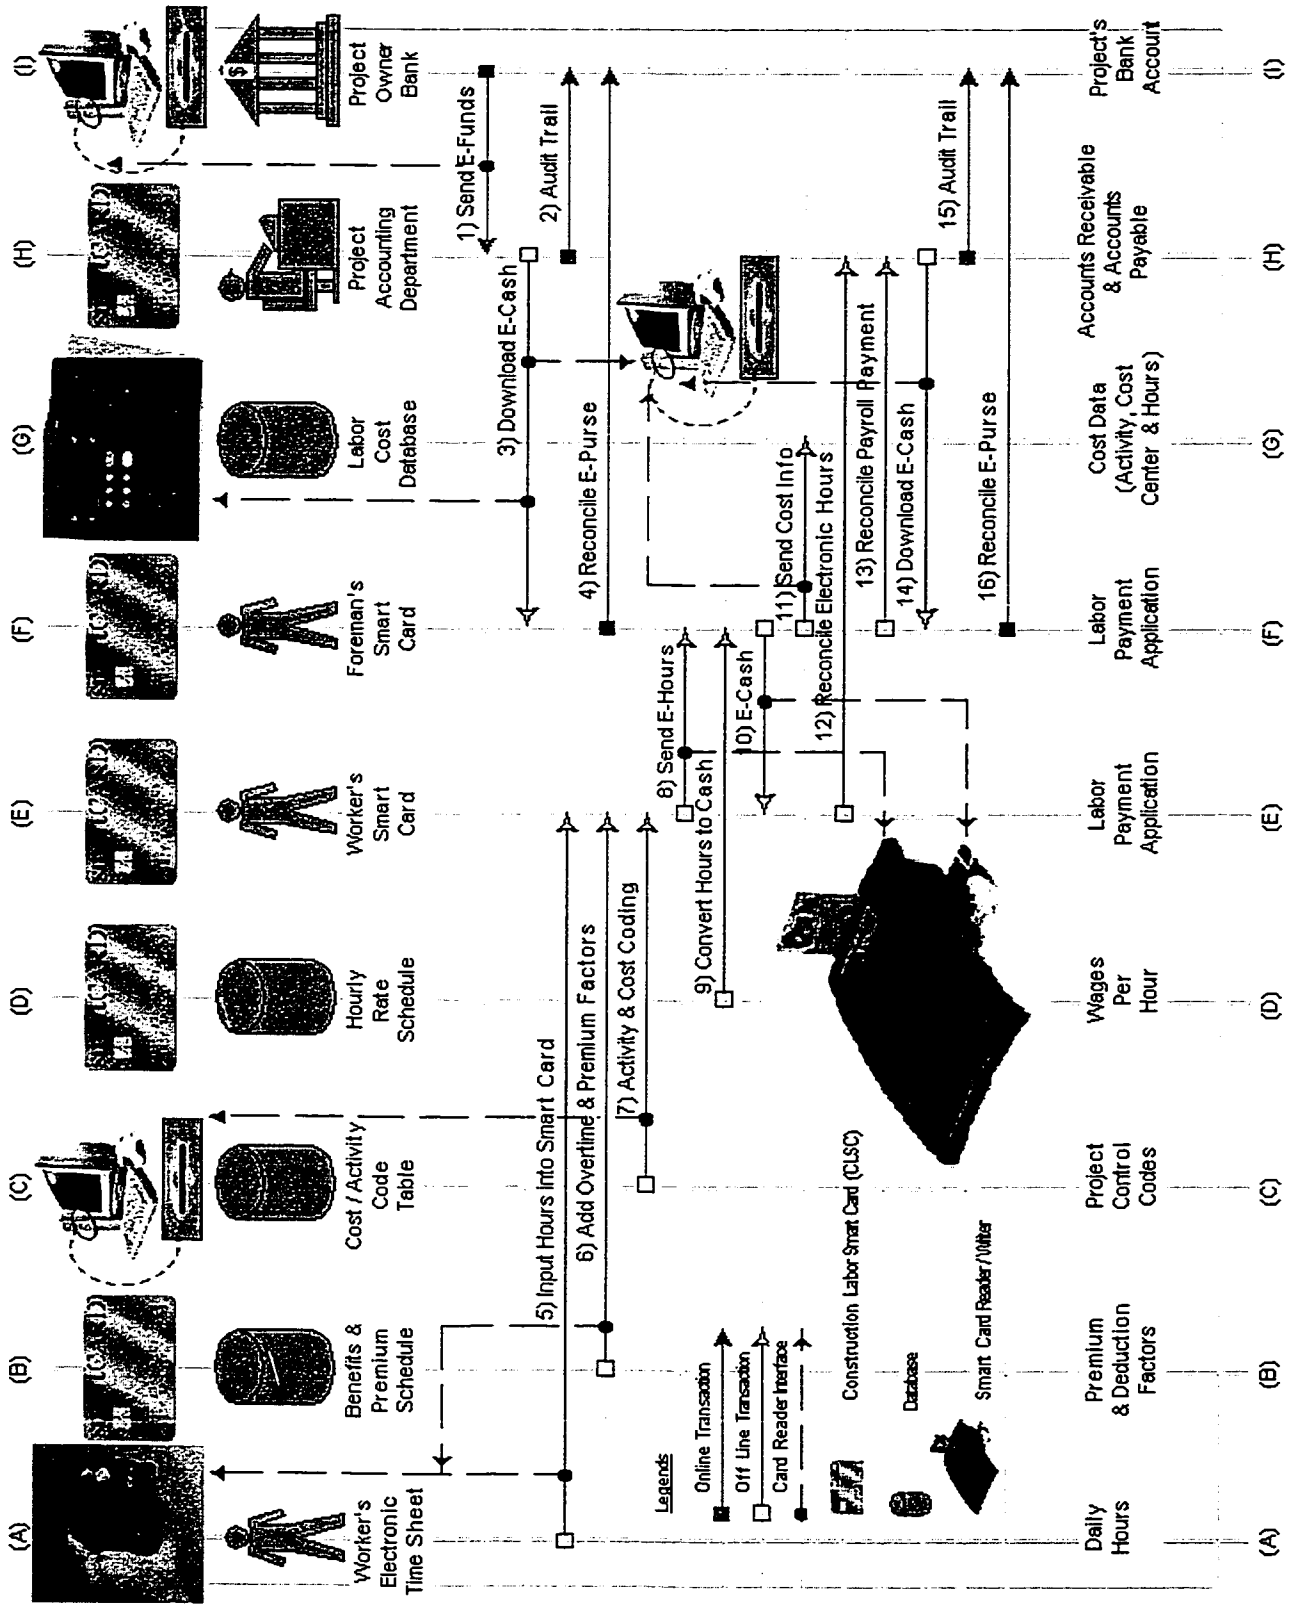 (A)
(B)
(C)
(D)
(E)
(F)
(G)
(H)
(I)
Worker's
Electronic
Time Sheet
Benefits &
Premium
Schedule
Cost / Activity
Code
Table
Hourly
Rate
Schedule
Worker's
Smart
Card
Foreman's
Smart
Card
Labor
Cost
Database
Project
Accounting
Department
Project
Owner
Bank
$
1) Send E-Funds
2) Audit Trail
3) Download E-Cash
4) Reconcile E-Purse
5) Input Hours into Smart Card
6) Add Overtime & Premium Factors
7) Activity & Cost Coding
8) Send E-Hours
9) Convert Hours to Cash
10) E-Cash
11) Send Cost Info
12) Reconcile Electronic Hours
13) Reconcile Payroll Payment
14) Download E-Cash
15) Audit Trail
16) Reconcile E-Purse
Legends
Online Transaction
Off Line Transaction
Card Reader Interface
Construction Labor Smart Card (CLSC)
Database
Smart Card Reader / Writer
Daily
Hours
Premium
& Deduction
Factors
Project
Control
Codes
Wages
Per
Hour
Labor
Payment
Application
Labor
Payment
Application
Cost Data
(Activity, Cost
Center & Hours)
Accounts Receivable
& Accounts
Payable
Project's
Bank
Account
(A)
(B)
(C)
(D)
(E)
(F)
(G)
(H)
(I)